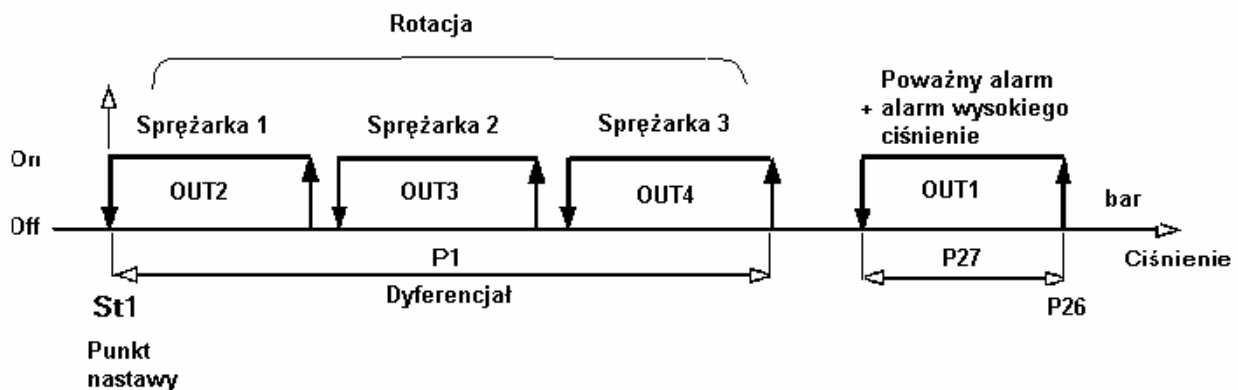 Rotacja
Poważny alarm
+ alarm wysokiego
ciśnienie
Sprężarka 1
Sprężarka 2
Sprężarka 3
On
OUT2
OUT3
OUT4
OUT1
bar
Off
P1
P27
Ciśnienie
Dyferencjał
St1
P26
Punkt
nastawy